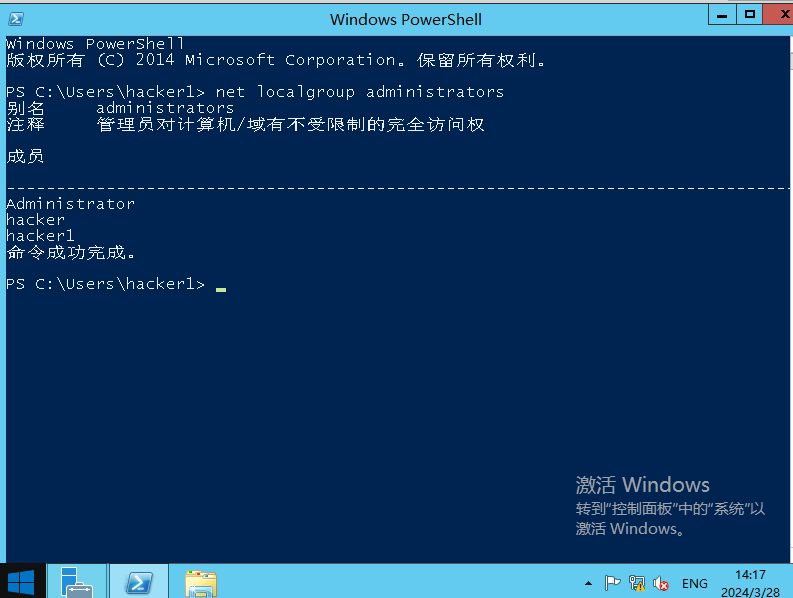 Windows PowerShell
Windows PowerShell
版权所有 (C) 2014 Microsoft Corporation。保留所有权利。
PS C:\Users\hacker1> net localgroup administrators
别名     administrators
注释     管理员对计算机/域有不受限制的完全访问权
成员
-------------------------------------------------------------------------------
Administrator
hacker
hacker1
命令成功完成。
PS C:\Users\hacker1>
激活 Windows
转到"控制面板"中的"系统"以
激活 Windows。
ENG
14:17
2024/3/28